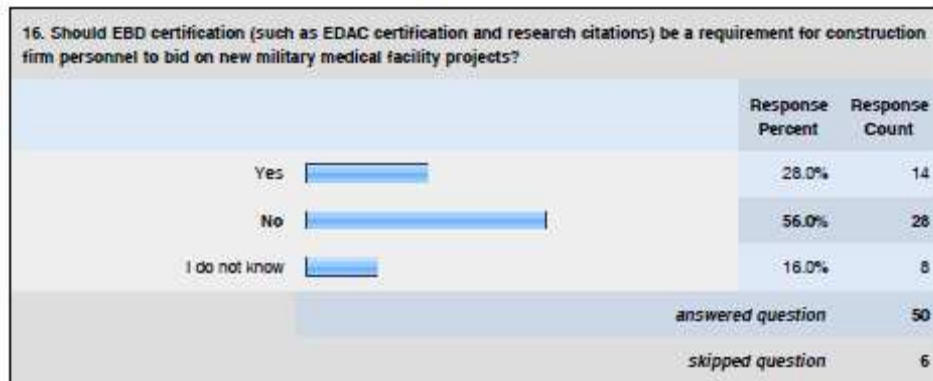 16. Should EBD certification (such as EDAC certification and research citations) be a requirement for construction
firm personnel to bid on new military medical facility projects?
Response Percent Response Count
Yes 28.0% 14
No 56.0% 28
I do not know 16.0% 8
answered question 50
skipped question 6